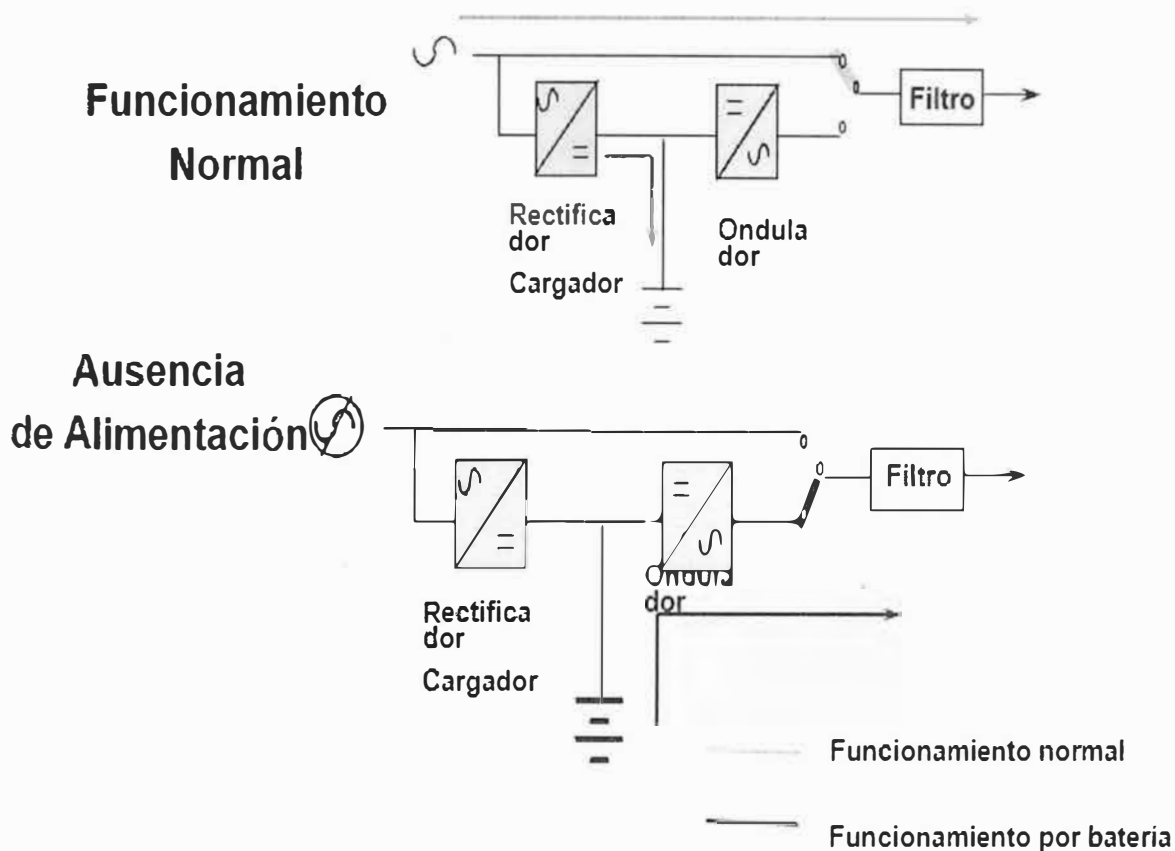 Funcionamiento
Normal
Filtro
Rectifica
dor
Cargador
Ondula
dor
Ausencia
de Alimentación
Filtro
dor
Rectifica
dor
Cargador
Funcionamiento normal
Funcionamiento por batería